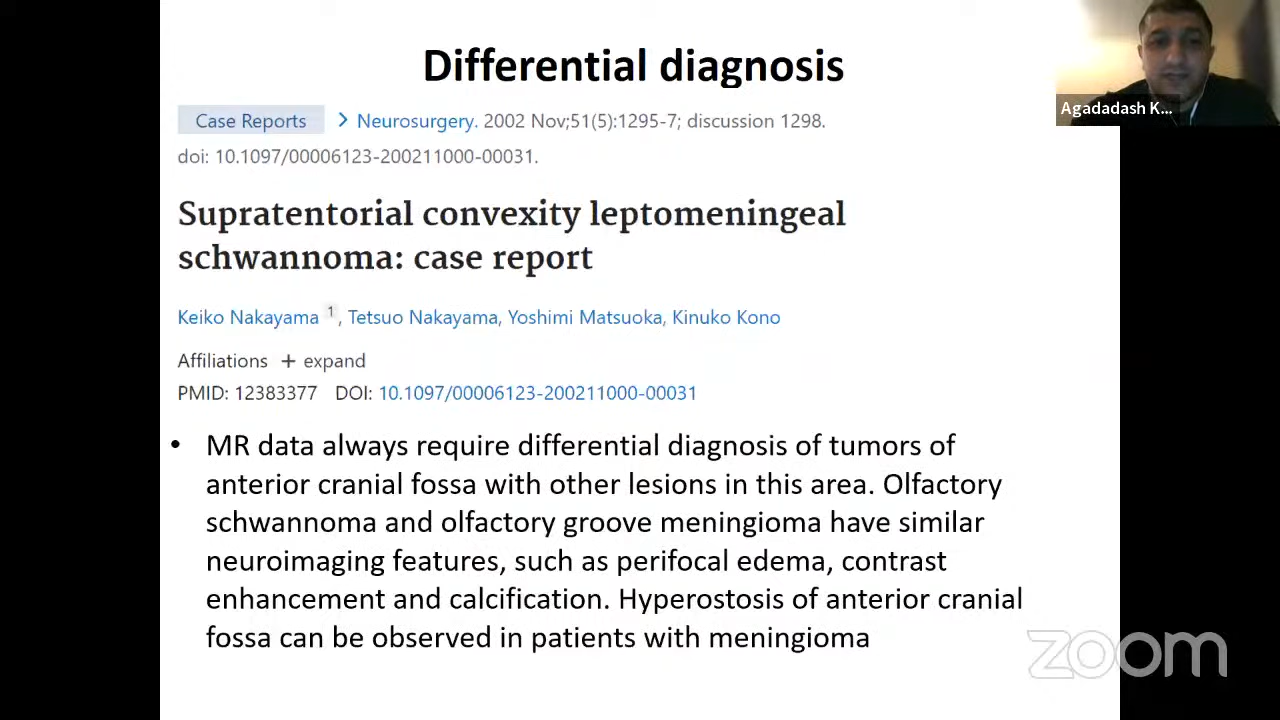 Differential diagnosis
Agadadash K...
Case Reports > Neurosurgery. 2002 Nov;51(5):1295-7; discussion 1298.
doi: 10.1097/00006123-200211000-00031.
Supratentorial convexity leptomeningeal
schwannoma: case report
Keiko Nakayama 1, Tetsuo Nakayama, Yoshimi Matsuoka, Kinuko Kono
Affiliations + expand
PMID: 12383377 DOI: 10.1097/00006123-200211000-00031
• MR data always require differential diagnosis of tumors of
anterior cranial fossa with other lesions in this area. Olfactory
schwannoma and olfactory groove meningioma have similar
neuroimaging features, such as perifocal edema, contrast
enhancement and calcification. Hyperostosis of anterior cranial
fossa can be observed in patients with meningioma
zoom